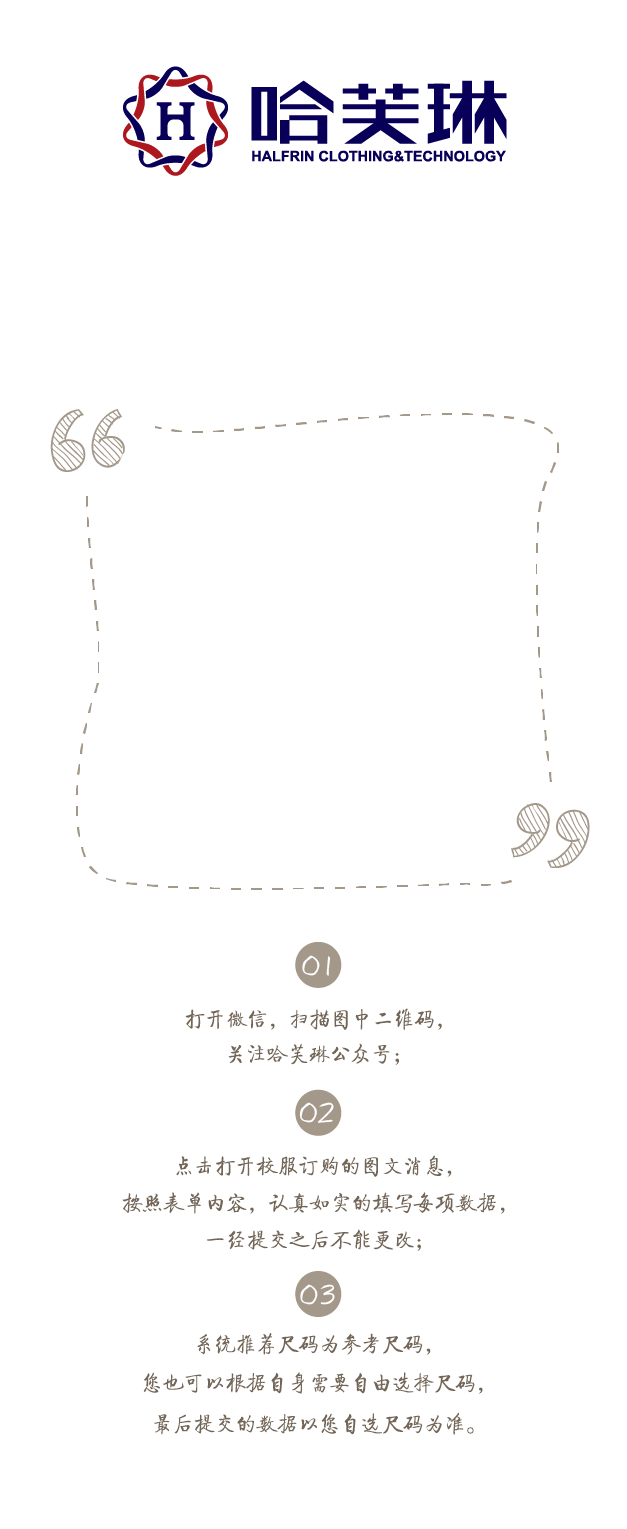 H
哈芙琳
HALFRIN CLOTHING&TECHNOLOGY
01
打开微信，扫描图中二维码，
关注哈芙琳公众号；
02
点击打开校服订购的图文消息，
按照表单内容，认真如实的填写每项数据，
一经提交之后不能更改；
03
系统推荐尺码为参考尺码，
您也可以根据自身需要自由选择尺码，
最后提交的数据以您自选尺码为准。